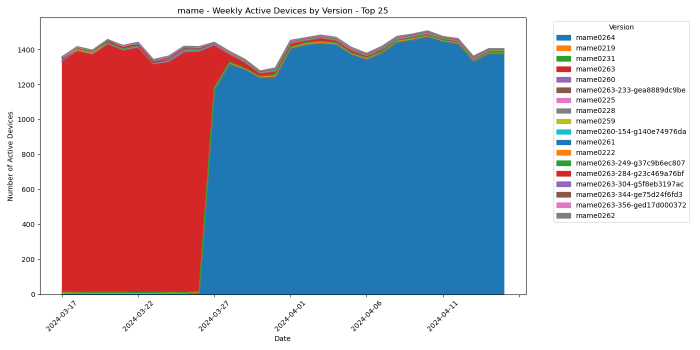 mame - Weekly Active Devices by Version - Top 25
Number of Active Devices
1400
1200
1000
800
600
400
200
0
2024-03-17
2024-03-22
2024-03-27
2024-04-01
2024-04-06
2024-04-11
Date
Version
mame0264
mame0219
mame0231
mame0263
mame0260
mame0263-233-gea8889dc9be
mame0225
mame0228
mame0259
mame0260-154-g140e74976da
mame0261
mame0222
mame0263-249-g37c9b6ec807
mame0263-284-g23c469a76bf
mame0263-304-g5f8eb3197ac
mame0263-344-ge75d24f6fd3
mame0263-356-ged17d000372
mame0262